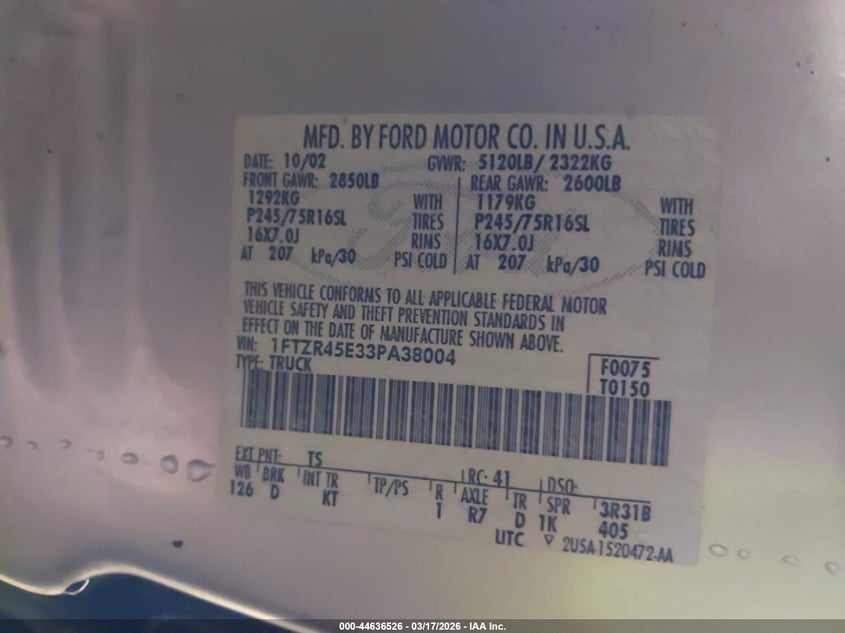 MFD. BY FORD MOTOR CO. IN U.S.A.
DATE: 10/02 GVWR: 5120LB/ 2322KG
FRONT GAWR: 2850LB REAR GAWR: 2600LB
1292KG WITH 1179KG WITH
P245/75R16SL TIRES P245/75R16SL TIRES
16X7.0J RIMS 16X7.0J RIMS
AT 207 kPa/30 PSI COLD AT 207 kPa/30 PSI COLD
THIS VEHICLE CONFORMS TO ALL APPLICABLE FEDERAL MOTOR
VEHICLE SAFETY AND THEFT PREVENTION STANDARDS IN
EFFECT ON THE DATE OF MANUFACTURE SHOWN ABOVE.
VIN: 1FTZR45E33PA38004
TYPE: TRUCK
F0075
T0150
EXT PNT: TS RC: 41 DSO:
WB BRK INT TR TP/PS R AXLE TR SPR 3R31B
126 D KT 1 R7 D 1K 405
UTC ▽ 2U5A-1520472-AA
000-44636526 — 03/17/2026 — IAA Inc.